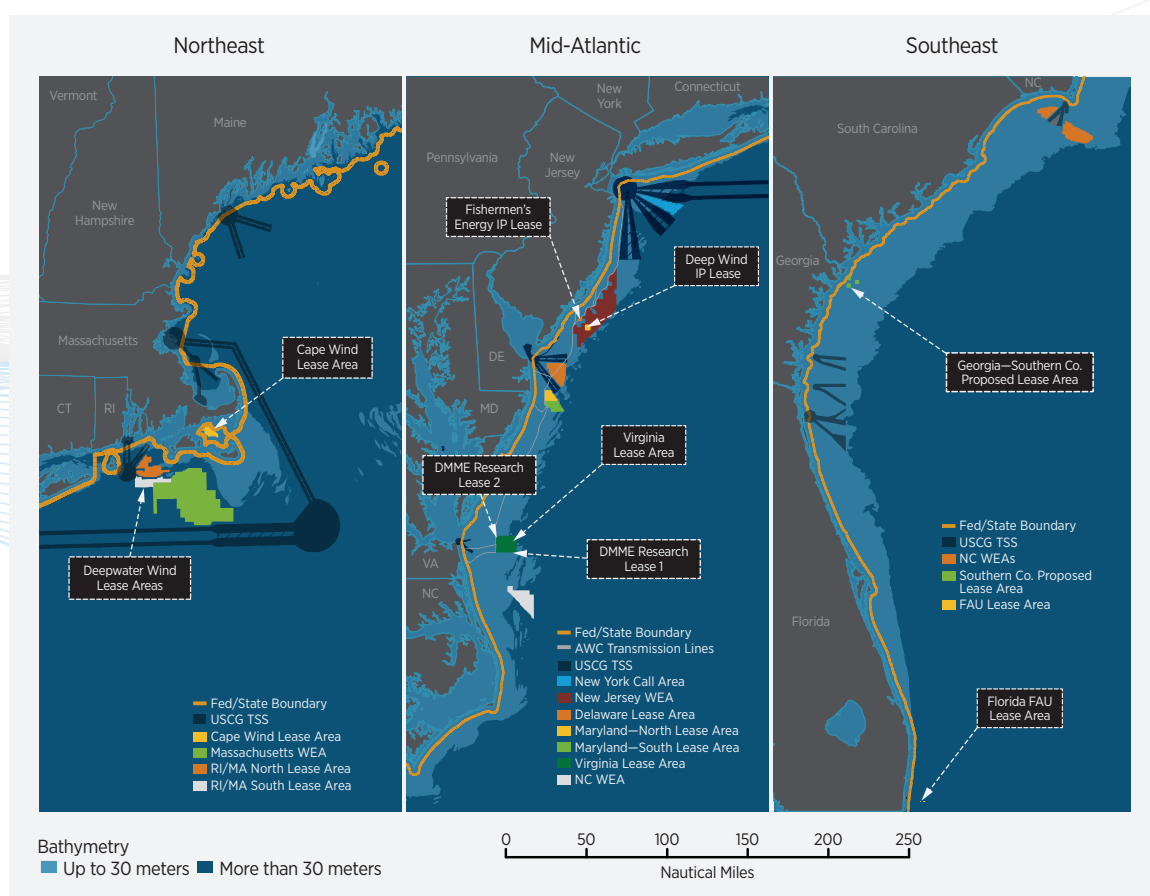 Northeast
Mid-Atlantic
Southeast
Vermont
Maine
New
Hampshire
Massachusetts
CT
RI
Cape Wind
Lease Area
Deepwater Wind
Lease Areas
Fed/State Boundary
USCG TSS
Cape Wind Lease Area
Massachusetts WEA
RI/MA North Lease Area
RI/MA South Lease Area
New
York
Connecticut
Pennsylvania
New
Jersey
Fishermen's
Energy IP Lease
Deep Wind
IP Lease
DE
MD
Virginia
Lease Area
DMME Research
Lease 2
DMME Research
Lease 1
VA
NC
Fed/State Boundary
AWC Transmission Lines
USCG TSS
New York Call Area
New Jersey WEA
Delaware Lease Area
Maryland—North Lease Area
Maryland—South Lease Area
Virginia Lease Area
NC WEA
NC
South Carolina
Georgia
Georgia—Southern Co.
Proposed Lease Area
Fed/State Boundary
USCG TSS
NC WEAs
Southern Co. Proposed
Lease Area
FAU Lease Area
Florida
Florida FAU
Lease Area
Bathymetry
Up to 30 meters
More than 30 meters
0 50 100 150 200 250
Nautical Miles